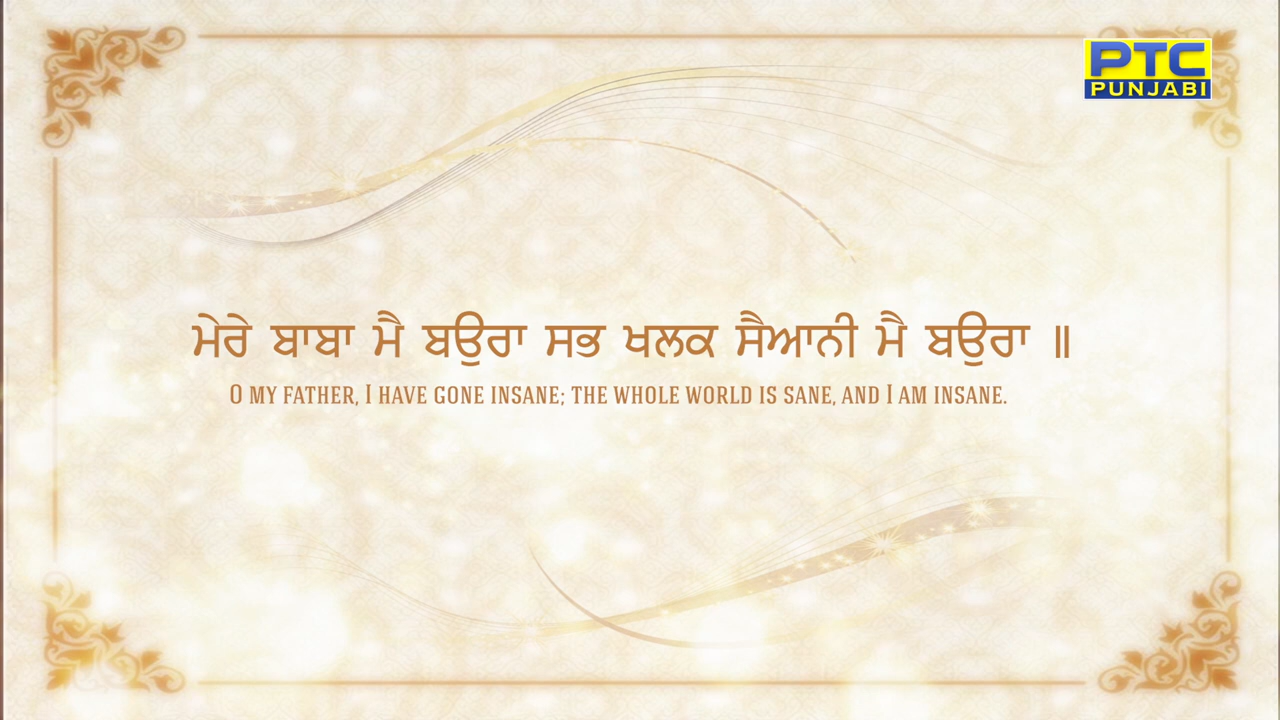 PTC
PUNJABI
ਮੇਰੇ ਬਾਬਾ ਮੈ ਬਉਰਾ ਸਭ ਖਲਕ ਸੈਆਨੀ ਮੈ ਬਉਰਾ ॥
O MY FATHER, I HAVE GONE INSANE; THE WHOLE WORLD IS SANE, AND I AM INSANE.